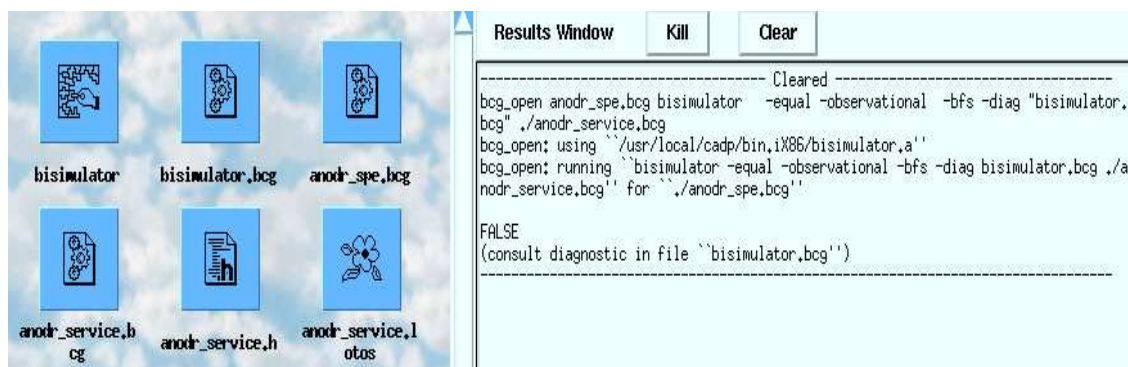 bisimulator
bisimulator.bcg
anodr_spe.bcg
.h
anodr_service.b
cg
anodr_service.h
anodr_service.l
otos
Results Window
Kill
Clear
------------------------------------- Cleared ------------------------------------
bcg_open anodr_spe.bcg bisimulator -equal -observational -bfs -diag "bisimulator.
bcg" ./anodr_service.bcg
bcg_open: using ``/usr/local/cadp/bin.iX86/bisimulator.a''
bcg_open: running ``bisimulator -equal -observational -bfs -diag bisimulator.bcg ./a
nodr_service.bcg'' for ``./anodr_spe.bcg''
FALSE
(consult diagnostic in file ``bisimulator.bcg'')